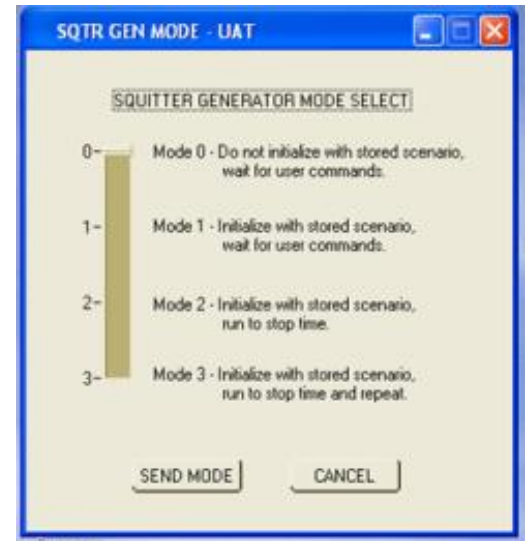 SQTR GEN MODE - UAT
SQUITTER GENERATOR MODE SELECT
0-
Mode 0 - Do not initialize with stored scenario,
wait for user commands.
1-
Mode 1 - Initialize with stored scenario,
wait for user commands.
2-
Mode 2 - Initialize with stored scenario,
run to stop time.
3-
Mode 3 - Initialize with stored scenario,
run to stop time and repeat.
SEND MODE
CANCEL